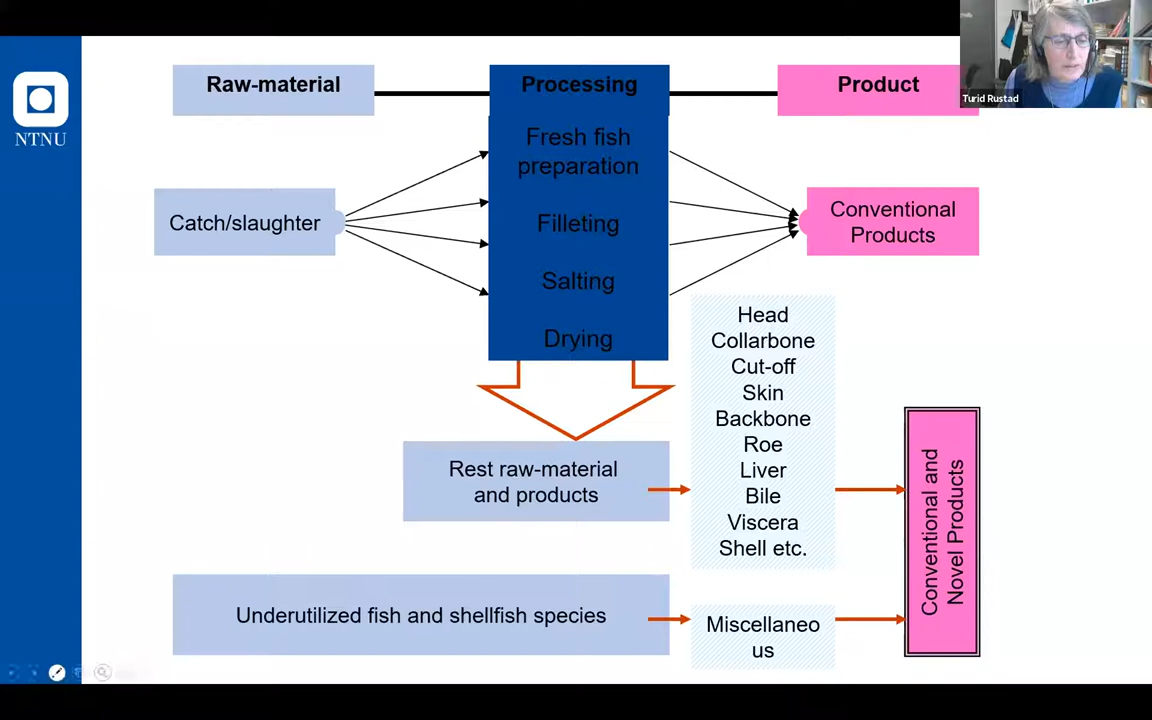 Raw-material
Processing
Product
Turid Rustad
NTNU
Fresh fish
preparation
Filleting
Salting
Drying
Catch/slaughter
Conventional
Products
Head
Collarbone
Cut-off
Skin
Backbone
Roe
Liver
Bile
Viscera
Shell etc.
Rest raw-material
and products
Conventional and
Novel Products
Underutilized fish and shellfish species
Miscellaneo
us